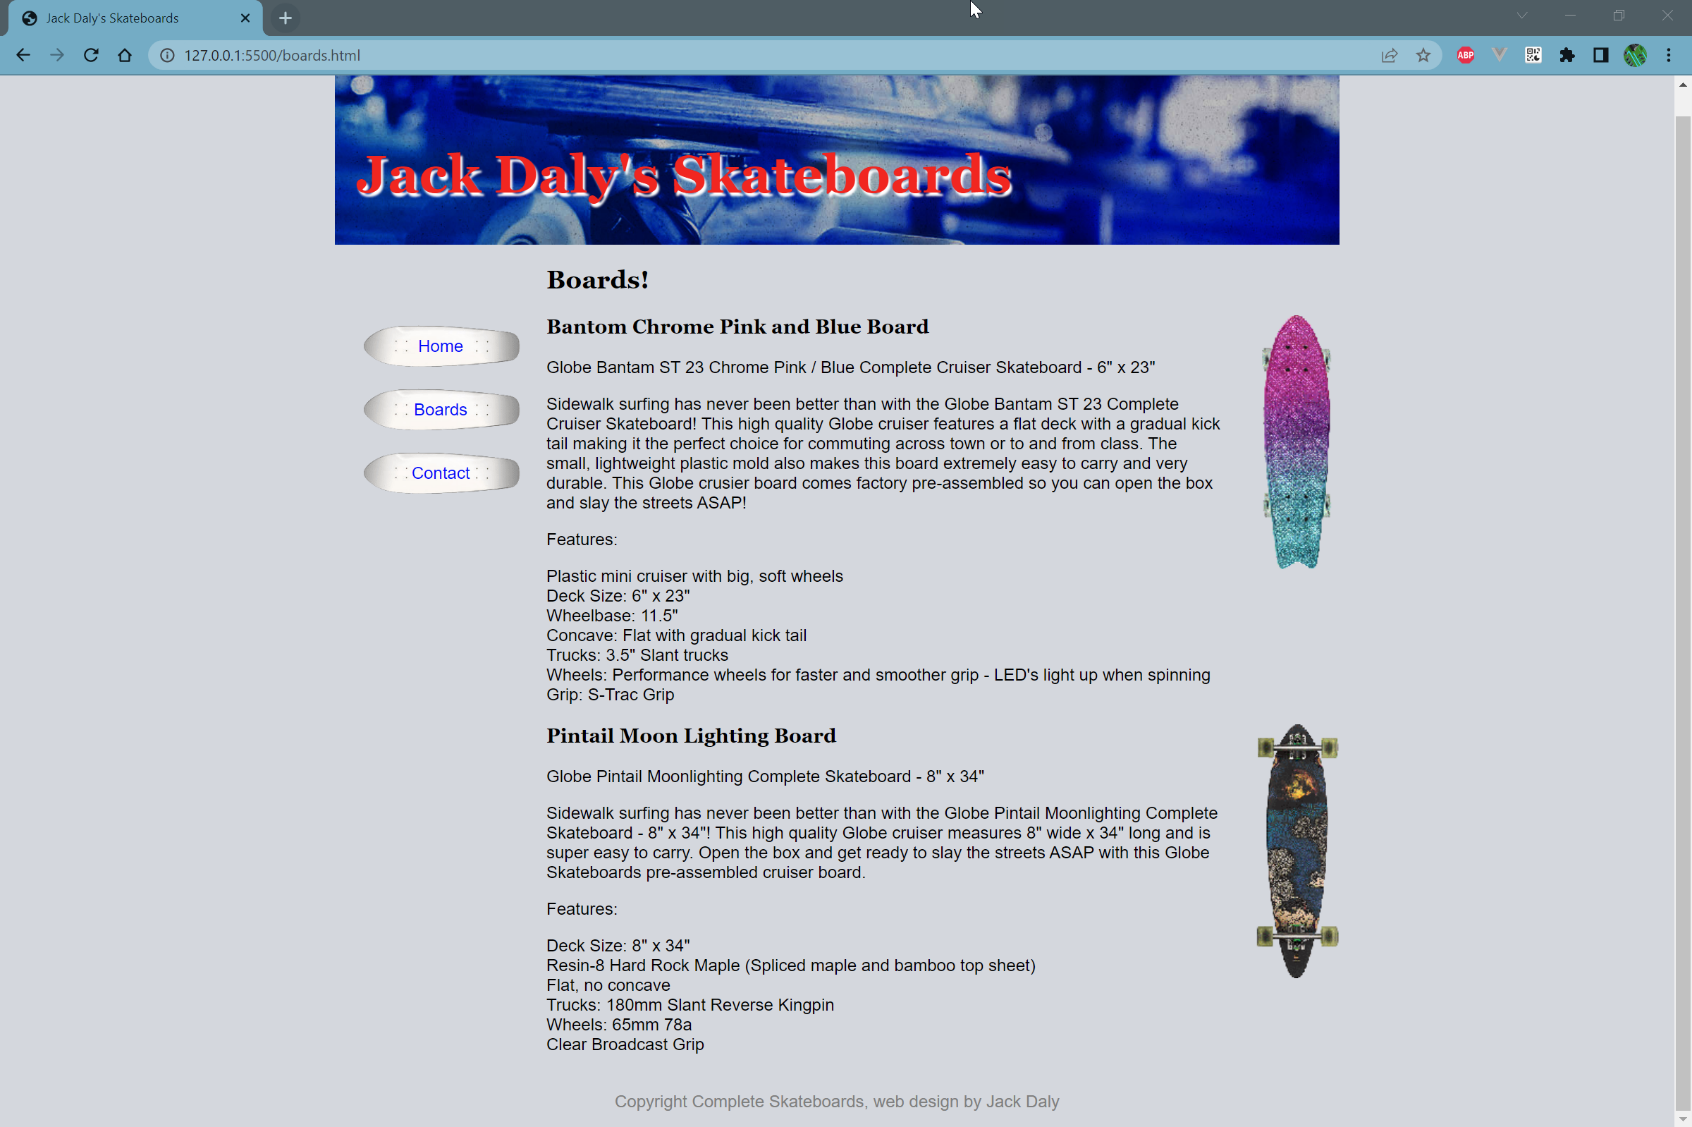 Jack Daly's Skateboards
127.0.0.1:5500/boards.html
ABP
Jack Daly's Skateboards
Boards!
Home
Boards
Contact
Bantom Chrome Pink and Blue Board
Globe Bantam ST 23 Chrome Pink / Blue Complete Cruiser Skateboard - 6" x 23"
Sidewalk surfing has never been better than with the Globe Bantam ST 23 Complete
Cruiser Skateboard! This high quality Globe cruiser features a flat deck with a gradual kick
tail making it the perfect choice for commuting across town or to and from class. The
small, lightweight plastic mold also makes this board extremely easy to carry and very
durable. This Globe crusier board comes factory pre-assembled so you can open the box
and slay the streets ASAP!
Features:
Plastic mini cruiser with big, soft wheels
Deck Size: 6" x 23"
Wheelbase: 11.5"
Concave: Flat with gradual kick tail
Trucks: 3.5" Slant trucks
Wheels: Performance wheels for faster and smoother grip - LED's light up when spinning
Grip: S-Trac Grip
Pintail Moon Lighting Board
Globe Pintail Moonlighting Complete Skateboard - 8" x 34"
Sidewalk surfing has never been better than with the Globe Pintail Moonlighting Complete
Skateboard - 8" x 34"! This high quality Globe cruiser measures 8" wide x 34" long and is
super easy to carry. Open the box and get ready to slay the streets ASAP with this Globe
Skateboards pre-assembled cruiser board.
Features:
Deck Size: 8" x 34"
Resin-8 Hard Rock Maple (Spliced maple and bamboo top sheet)
Flat, no concave
Trucks: 180mm Slant Reverse Kingpin
Wheels: 65mm 78a
Clear Broadcast Grip
Copyright Complete Skateboards, web design by Jack Daly